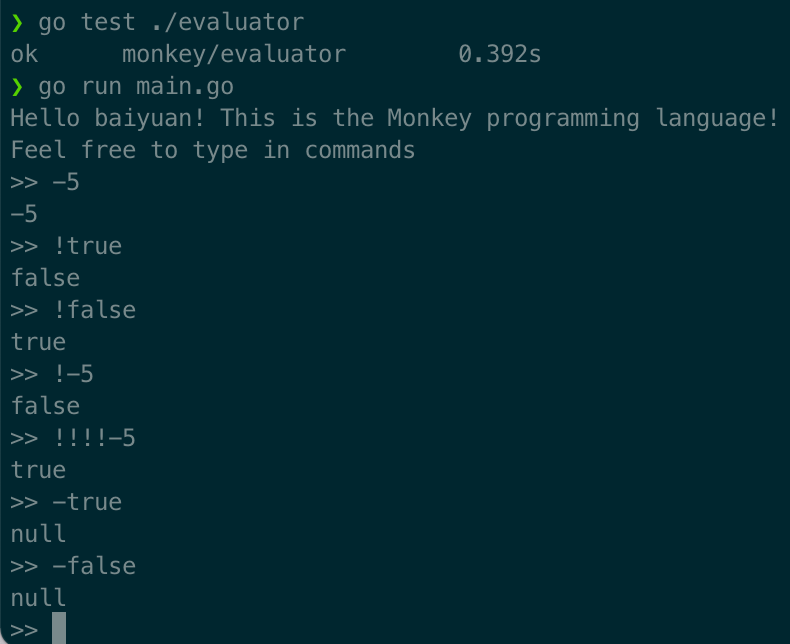 ❯ go test ./evaluator
ok      monkey/evaluator        0.392s
❯ go run main.go
Hello baiyuan! This is the Monkey programming language!
Feel free to type in commands
>> -5
-5
>> !true
false
>> !false
true
>> !-5
false
>> !!!!-5
true
>> -true
null
>> -false
null
>>